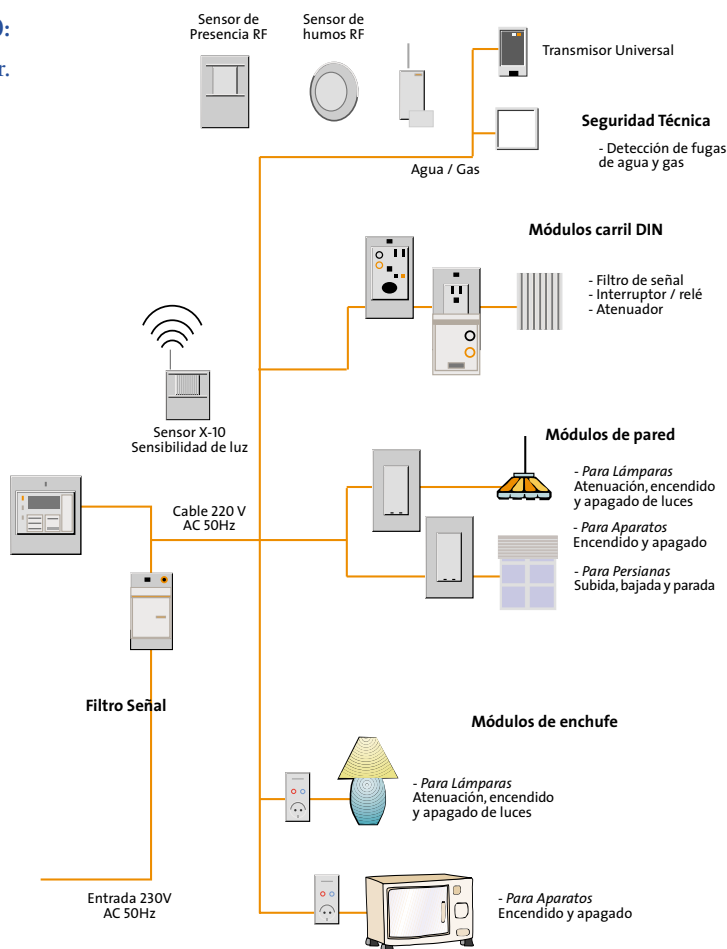 ):
r.
Sensor de
Presencia RF
Sensor de
humos RF
Transmisor Universal
Seguridad Técnica
- Detección de fugas
de agua y gas
Agua / Gas
Módulos carril DIN
- Filtro de señal
- Interruptor / relé
- Atenuador
Sensor X-10
Sensibilidad de luz
Módulos de pared
- Para Lámparas
Atenuación, encendido
y apagado de luces
- Para Aparatos
Encendido y apagado
- Para Persianas
Subida, bajada y parada
Cable 220 V
AC 50Hz
Filtro Señal
Módulos de enchufe
- Para Lámparas
Atenuación, encendido
y apagado de luces
Entrada 230V
AC 50Hz
- Para Aparatos
Encendido y apagado